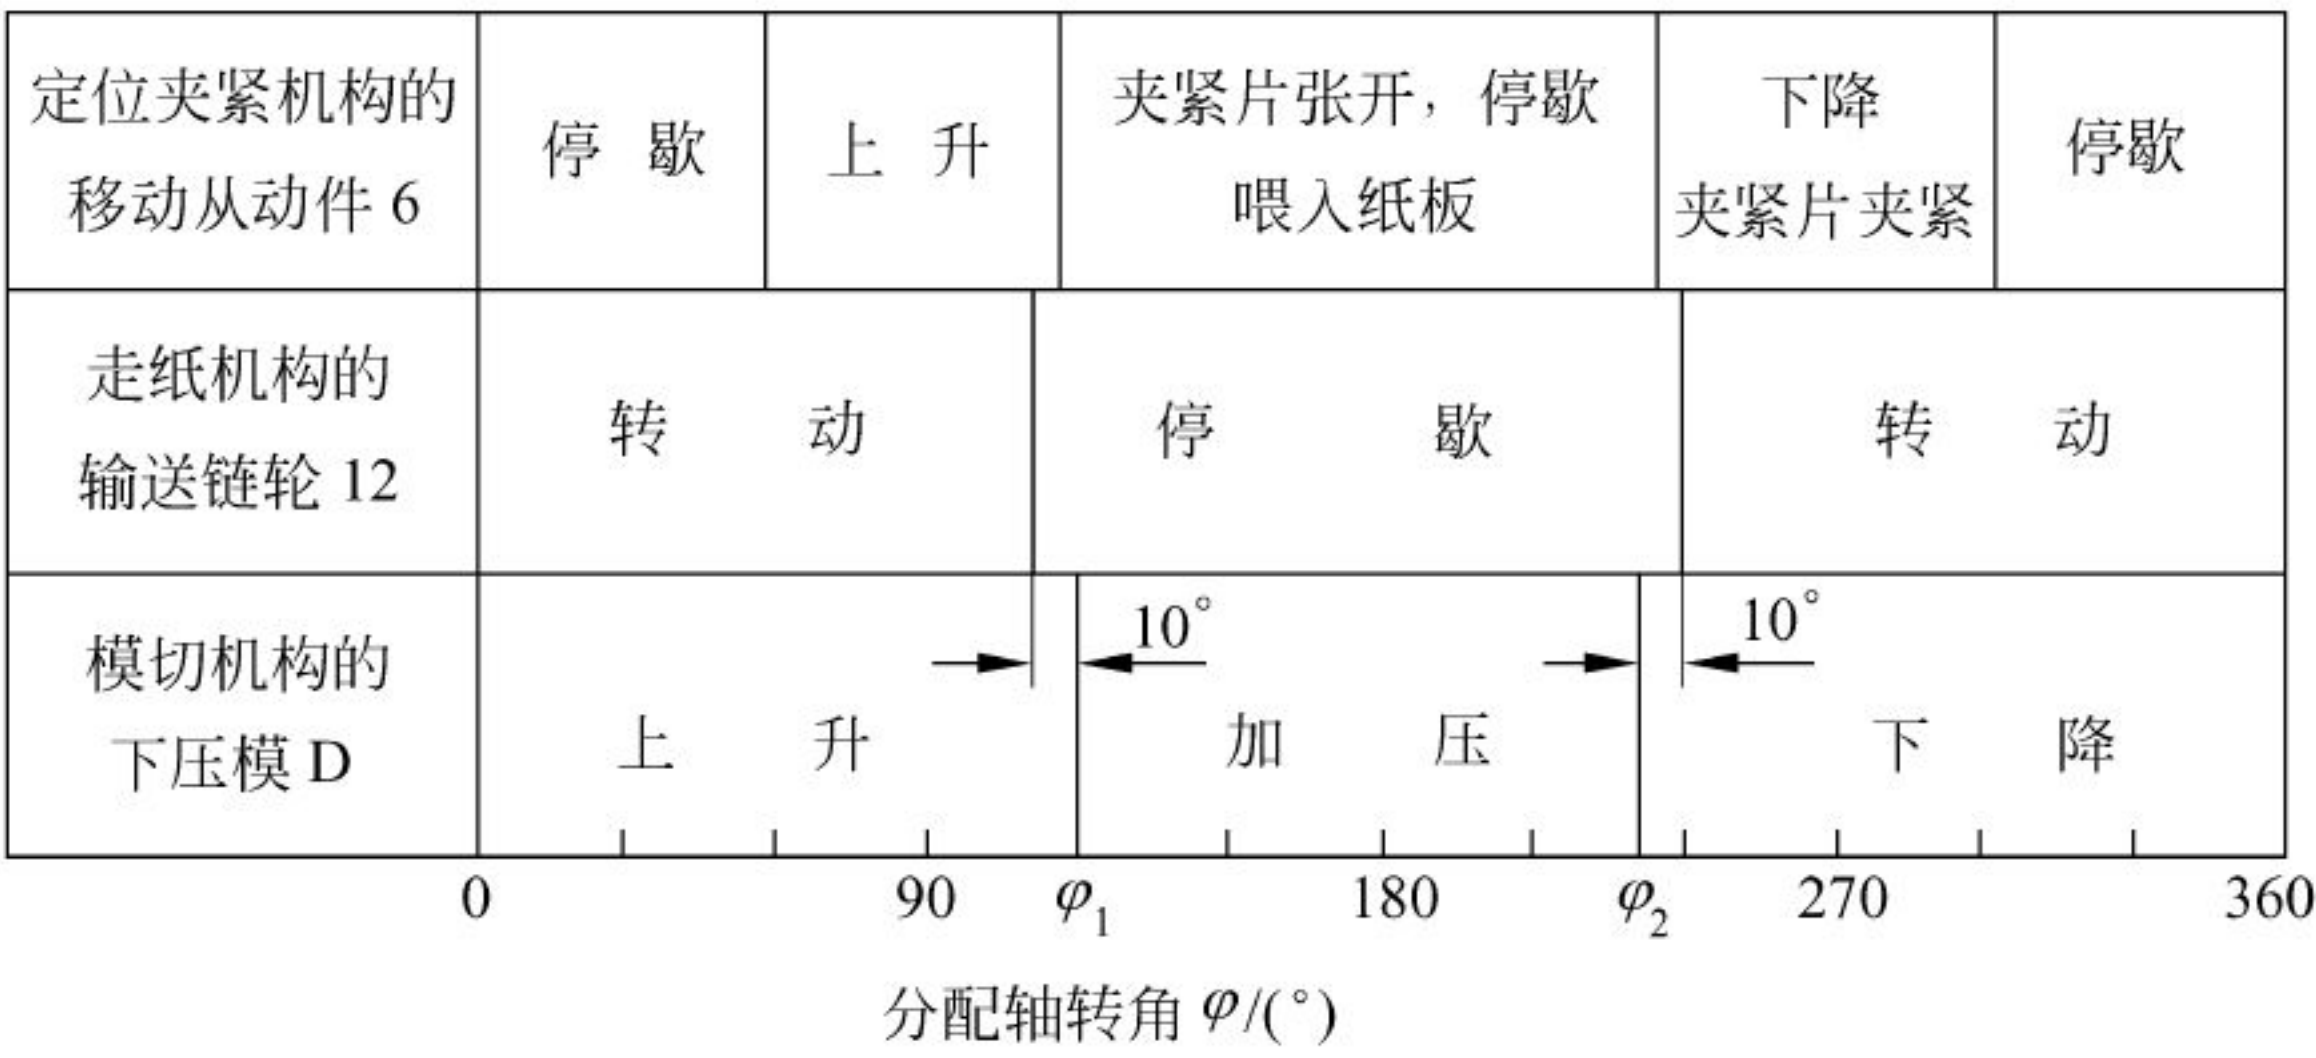 定位夹紧机构的
移动从动件 6
停 歇
上 升
夹紧片张开，停歇
喂入纸板
下降
夹紧片夹紧
停歇
走纸机构的
输送链轮 12
转 动
停 歇
转 动
模切机构的
下压模 D
上 升
10°
加 压
10°
下 降
0 90 φ1 180 φ2 270 360
分配轴转角 φ/(°)